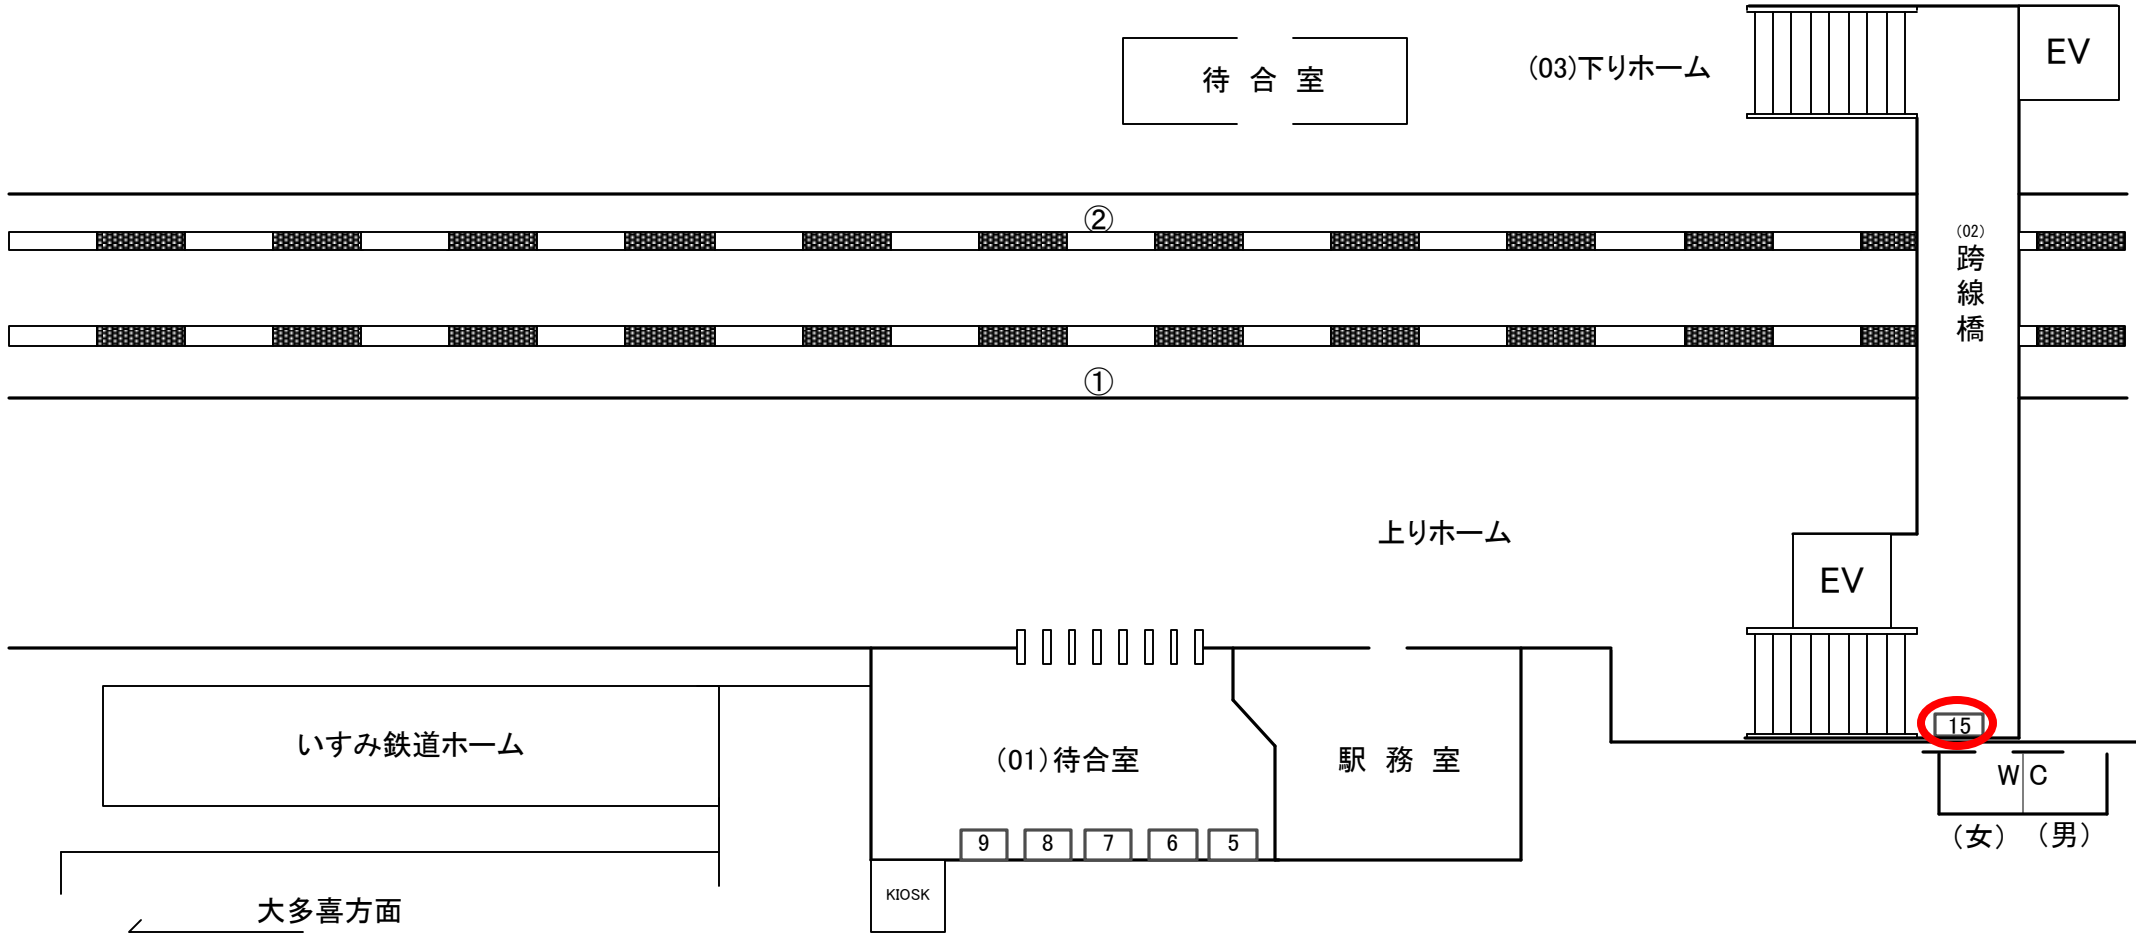 EV
待 合 室
(03)下りホーム
②
(02)
跨線橋
①
上りホーム
EV
15
いすみ鉄道ホーム
(01)待合室
駅 務 室
W C
(女) (男)
9 8 7 6 5
KIOSK
大多喜方面